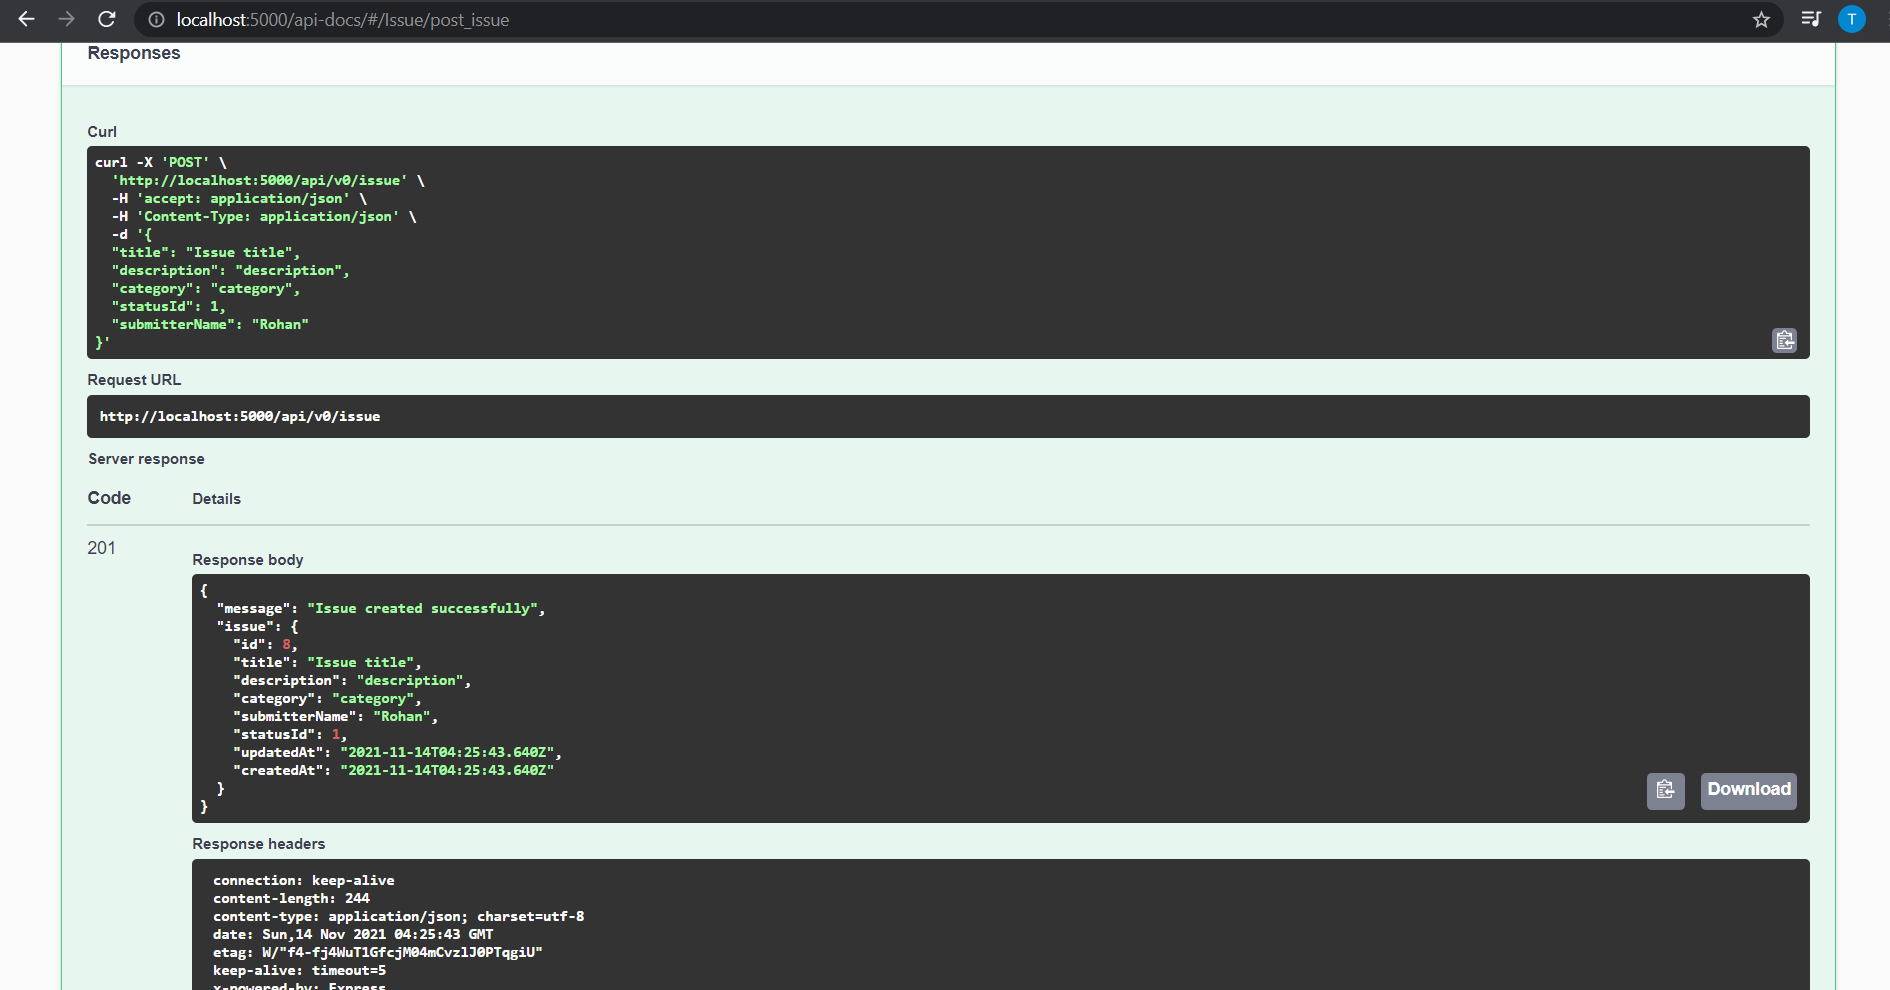 localhost:5000/api-docs/#/Issue/post_issue
T
Responses
Curl
curl -X 'POST' \
'http://localhost:5000/api/v0/issue' \
-H 'accept: application/json' \
-H 'Content-Type: application/json' \
-d '{
"title": "Issue title",
"description": "description",
"category": "category",
"statusId": 1,
"submitterName": "Rohan"
}'
Request URL
http://localhost:5000/api/v0/issue
Server response
Code Details
201
Response body
{
"message": "Issue created successfully",
"issue": {
"id": 8,
"title": "Issue title",
"description": "description",
"category": "category",
"submitterName": "Rohan",
"statusId": 1,
"updatedAt": "2021-11-14T04:25:43.640Z",
"createdAt": "2021-11-14T04:25:43.640Z"
}
}
Download
Response headers
connection: keep-alive
content-length: 244
content-type: application/json; charset=utf-8
date: Sun,14 Nov 2021 04:25:43 GMT
etag: W/"f4-fj4WuT1GfcjM04mCvzlJ0PTqgiU"
keep-alive: timeout=5
x-powered-by: Express